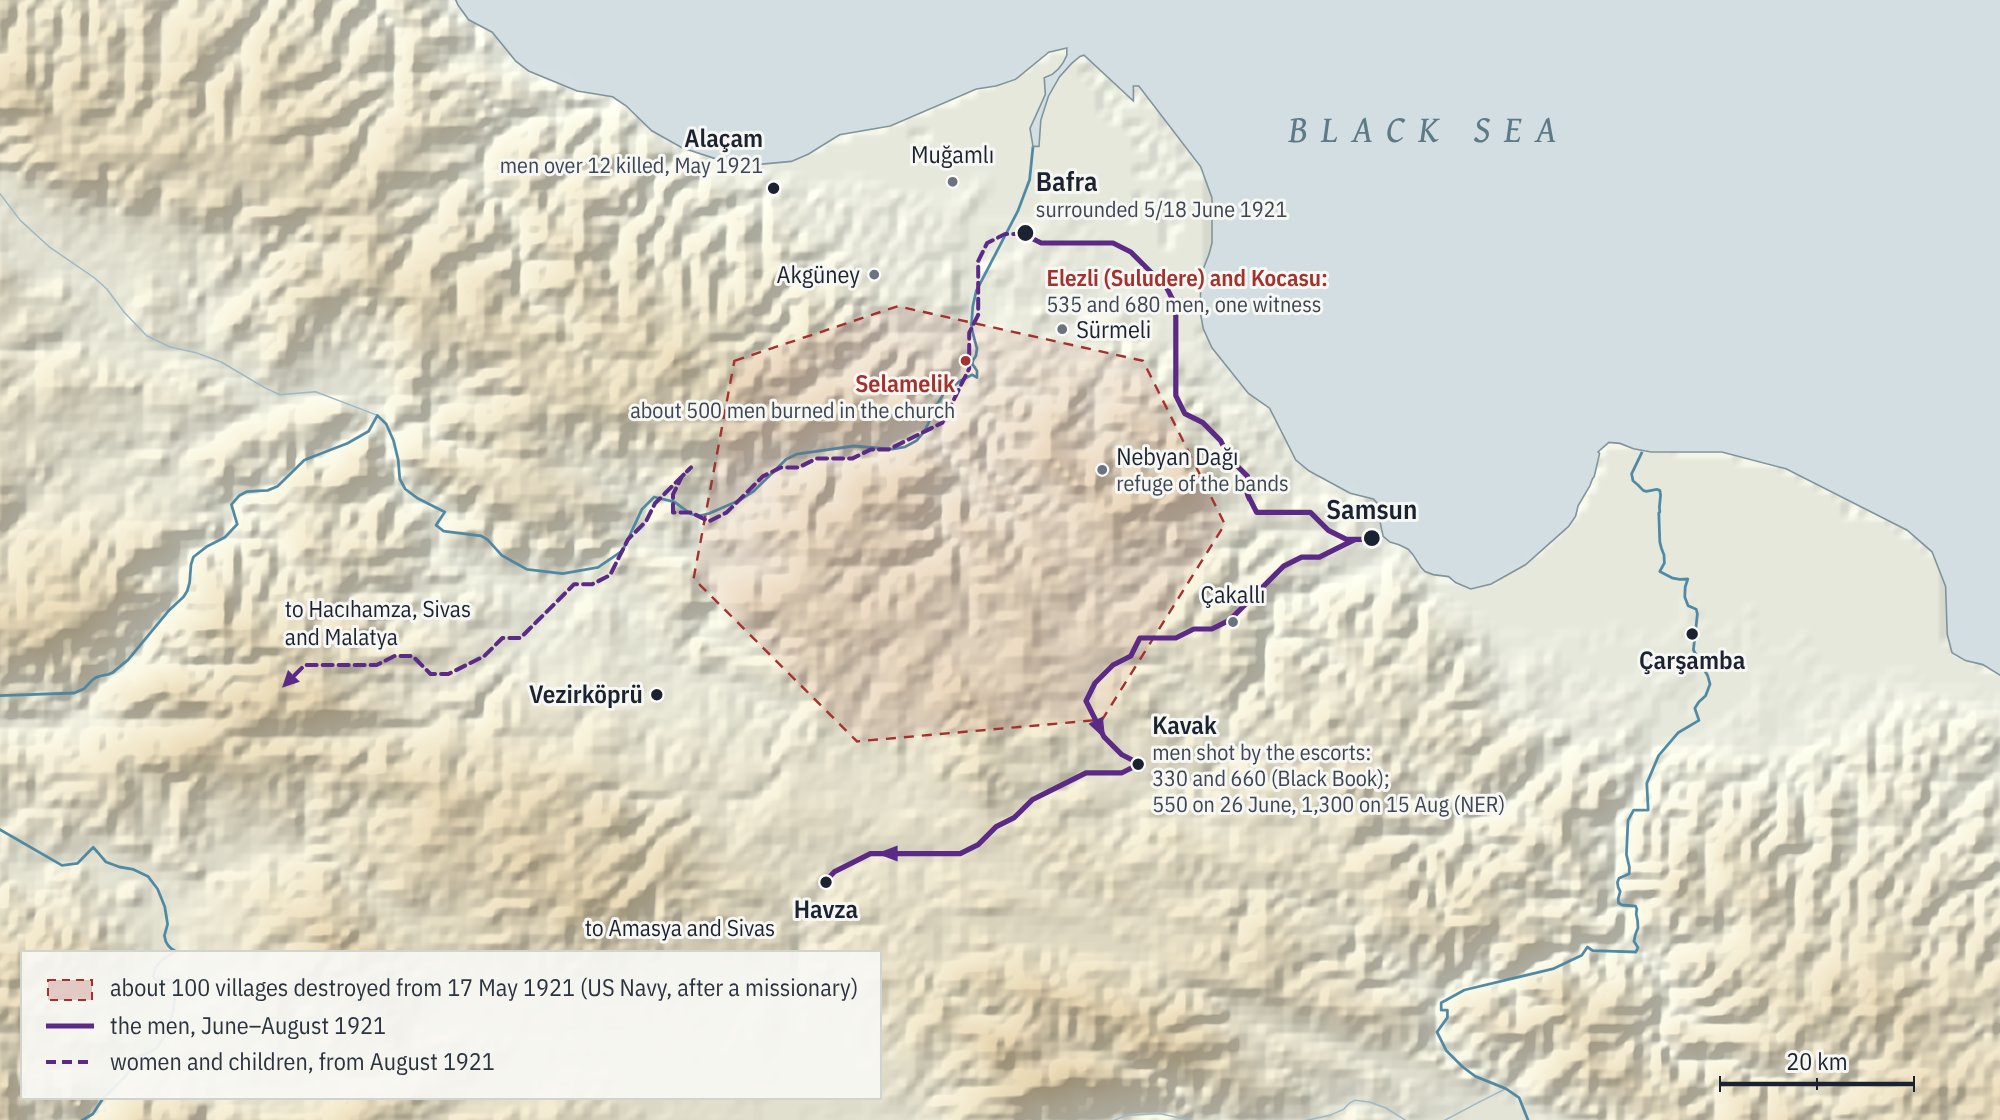 BLACK SEA
Alaçam
men over 12 killed, May 1921
Muğamlı
Bafra
surrounded 5/18 June 1921
Akgüney
Elezli (Suludere) and Kocasu:
535 and 680 men, one witness
Sürmeli
Selamelik
about 500 men burned in the church
Nebyan Dağı
refuge of the bands
Samsun
Çakallı
to Hacıhamza, Sivas
and Malatya
Çarşamba
Vezirköprü
Kavak
men shot by the escorts:
330 and 660 (Black Book);
550 on 26 June, 1,300 on 15 Aug (NER)
Havza
to Amasya and Sivas
about 100 villages destroyed from 17 May 1921 (US Navy, after a missionary)
the men, June–August 1921
women and children, from August 1921
20 km